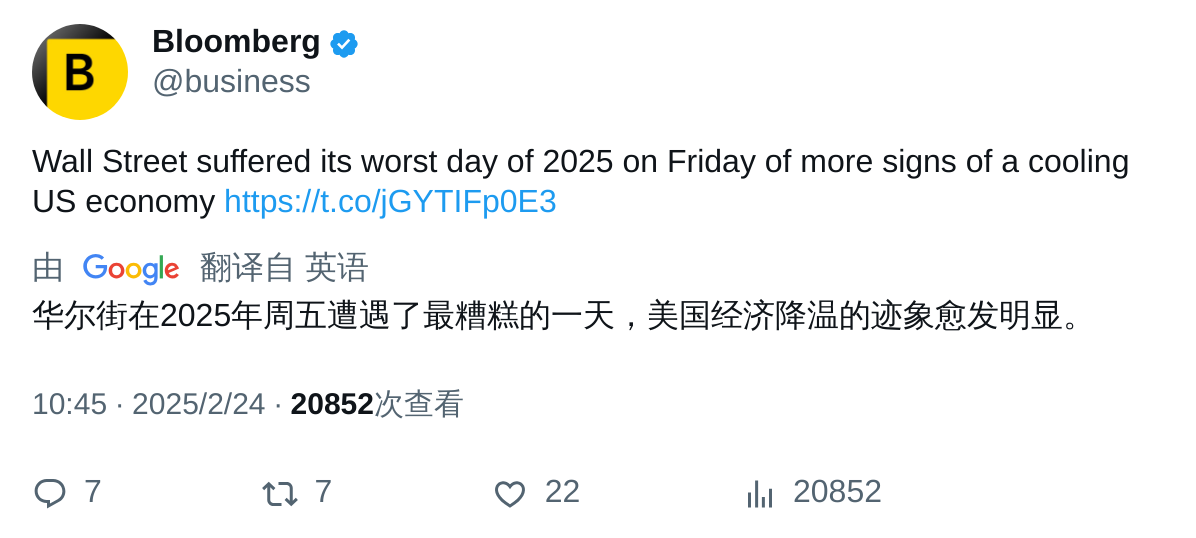 B
Bloomberg
@business
Wall Street suffered its worst day of 2025 on Friday of more signs of a cooling
US economy https://t.co/jGYTIFp0E3
由 Google 翻译自 英语
华尔街在2025年周五遭遇了最糟糕的一天，美国经济降温的迹象愈发明显。
10:45 · 2025/2/24 · 20852次查看
7 7 22 20852